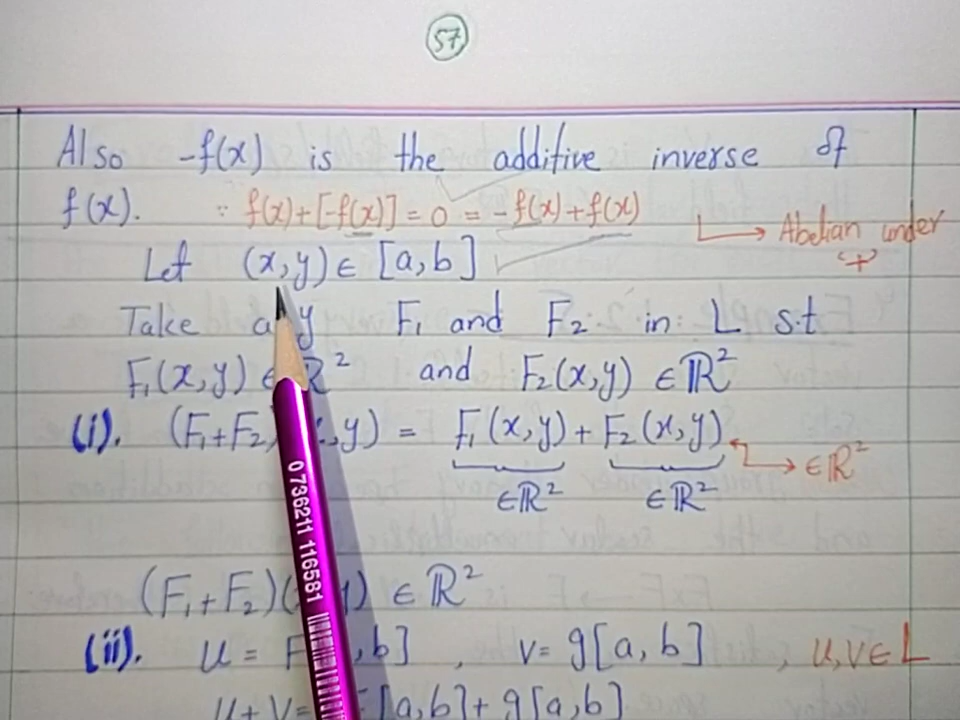 57
Also -f(x) is the additive inverse of
f(x). ∵ f(x)+[-f(x)] = 0 = -f(x)+f(x)
→ Abelian under "+"
Let (x,y) ∈ [a,b]
Take F₁ and F₂ in L s.t
F₁(x,y) ∈ ℝ² and F₂(x,y) ∈ ℝ²
(i). (F₁+F₂) ,y) = F₁(x,y) + F₂(x,y) → ∈ℝ²
∈ℝ² ∈ℝ²
(F₁+F₂)( ) ∈ ℝ²
(ii). u = F ,b] , v = g[a,b] , u,v∈L
u+v = [a,b] + g[a,b]
0736211 116581